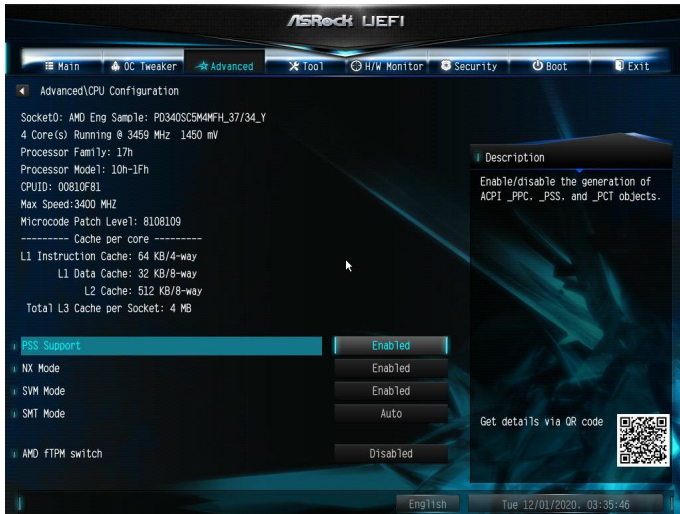 ASRock UEFI
Main OC Tweaker Advanced Tool H/W Monitor Security Boot Exit
Advanced\CPU Configuration
Socket0: AMD Eng Sample: PD340SC5M4MFH_37/34_Y
4 Core(s) Running @ 3459 MHz 1450 mV
Processor Family: 17h
Processor Model: 10h-1Fh
CPUID: 00810F81
Max Speed:3400 MHZ
Microcode Patch Level: 8108109
--------- Cache per core ---------
L1 Instruction Cache: 64 KB/4-way
L1 Data Cache: 32 KB/8-way
L2 Cache: 512 KB/8-way
Total L3 Cache per Socket: 4 MB
PSS Support Enabled
NX Mode Enabled
SVM Mode Enabled
SMT Mode Auto
AMD fTPM switch Disabled
Description
Enable/disable the generation of
ACPI _PPC. _PSS. and _PCT objects.
Get details via QR code
English Tue 12/01/2020. 03:35:46